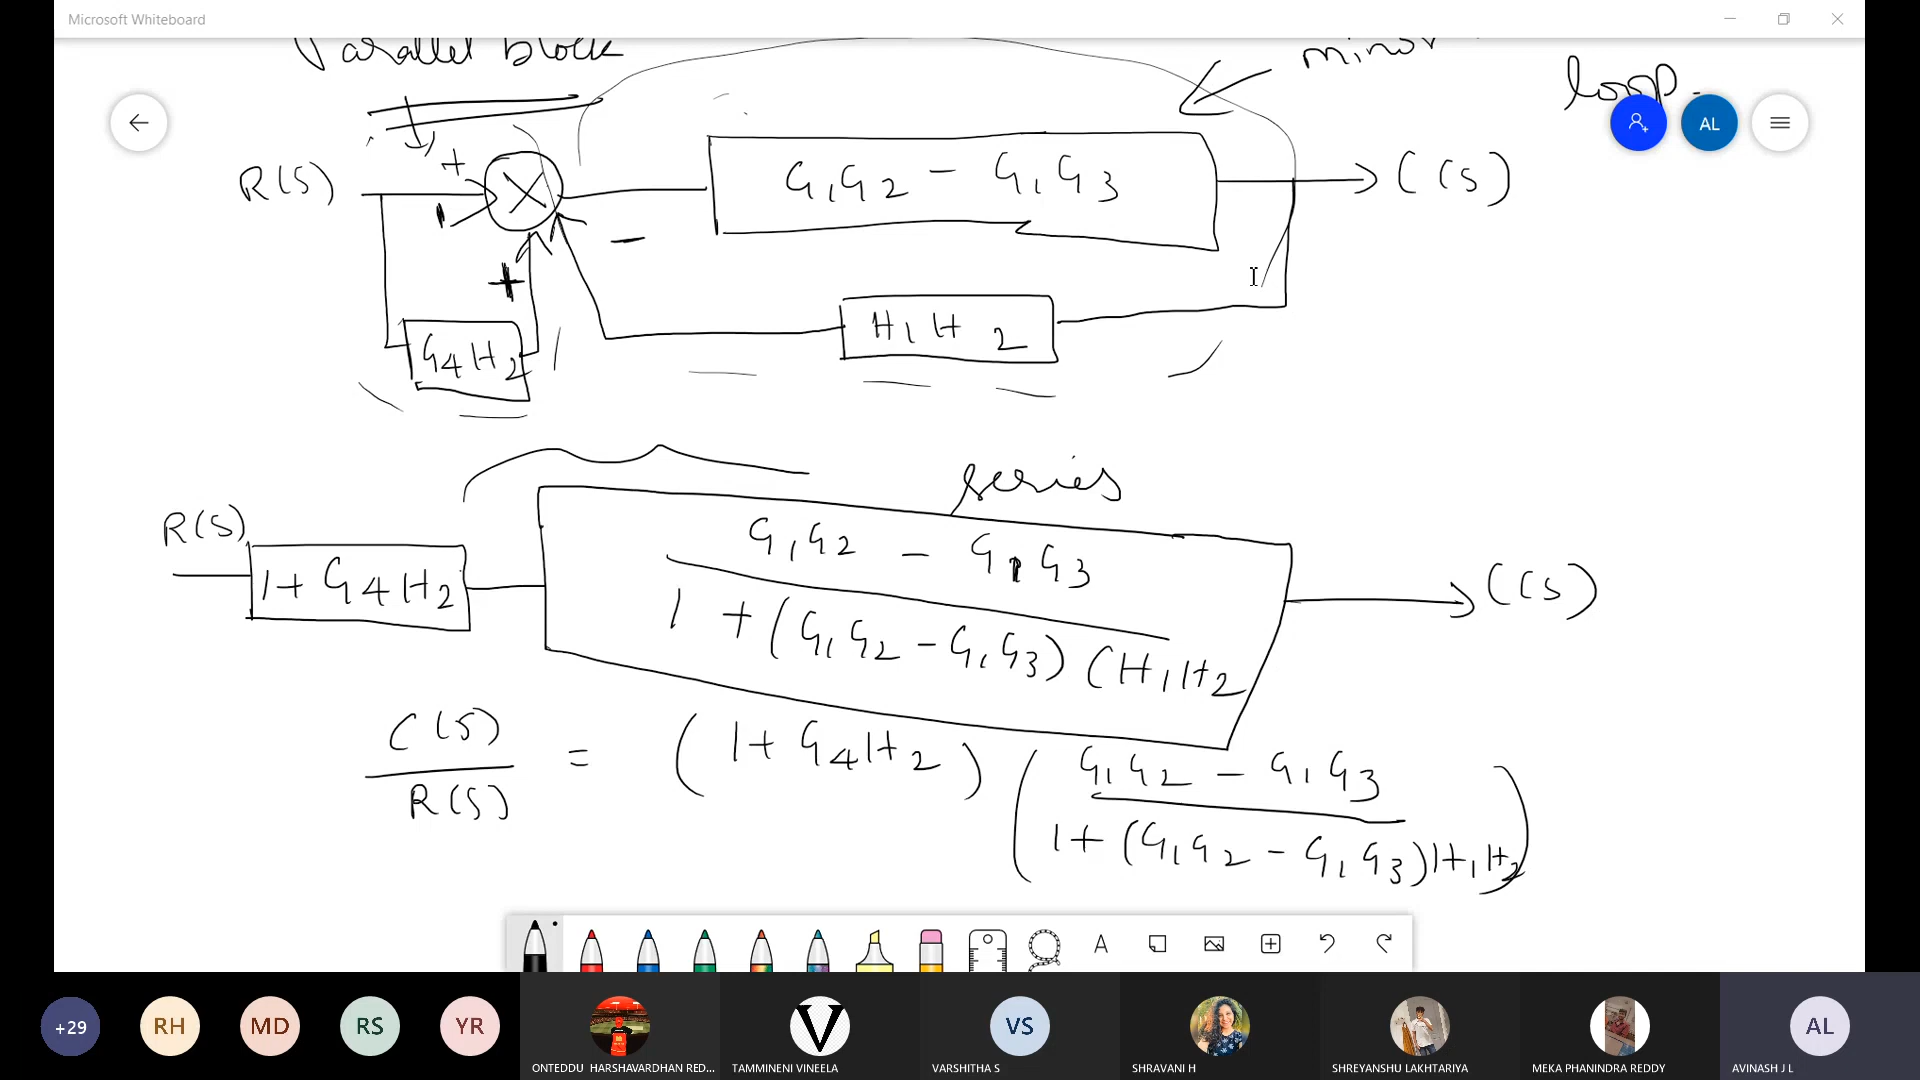 Microsoft Whiteboard
Parallel block
minor
loop.
AL
R(S)
+
G1G2 - G1G3
C(S)
-
+
H1H2
G4H2
series
R(S)
1 + G4H2
G1G2 - G1G3
1 + (G1G2 - G1G3) (H1H2
C(S)
C(S)
R(S)
= (1 + G4H2) (
G1G2 - G1G3
1 + (G1G2 - G1G3) H1H2
)
A
+29
RH
MD
RS
YR
V
VS
AL
ONTEDDU HARSHAVARDHAN RED...
TAMMINENI VINEELA
VARSHITHA S
SHRAVANI H
SHREYANSHU LAKHTARIYA
MEKA PHANINDRA REDDY
AVINASH J L